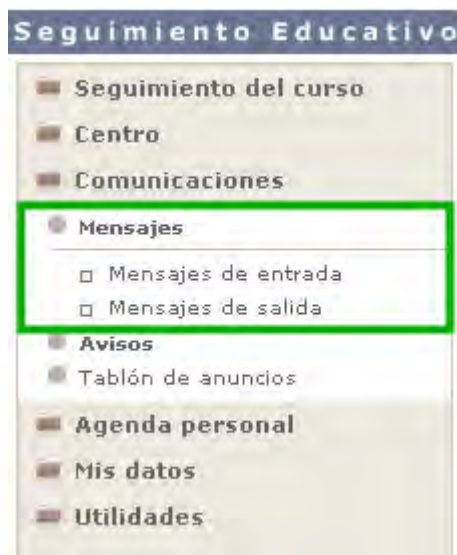 Seguimiento Educativo
Seguimiento del curso
Centro
Comunicaciones
Mensajes
Mensajes de entrada
Mensajes de salida
Avisos
Tablón de anuncios
Agenda personal
Mis datos
Utilidades